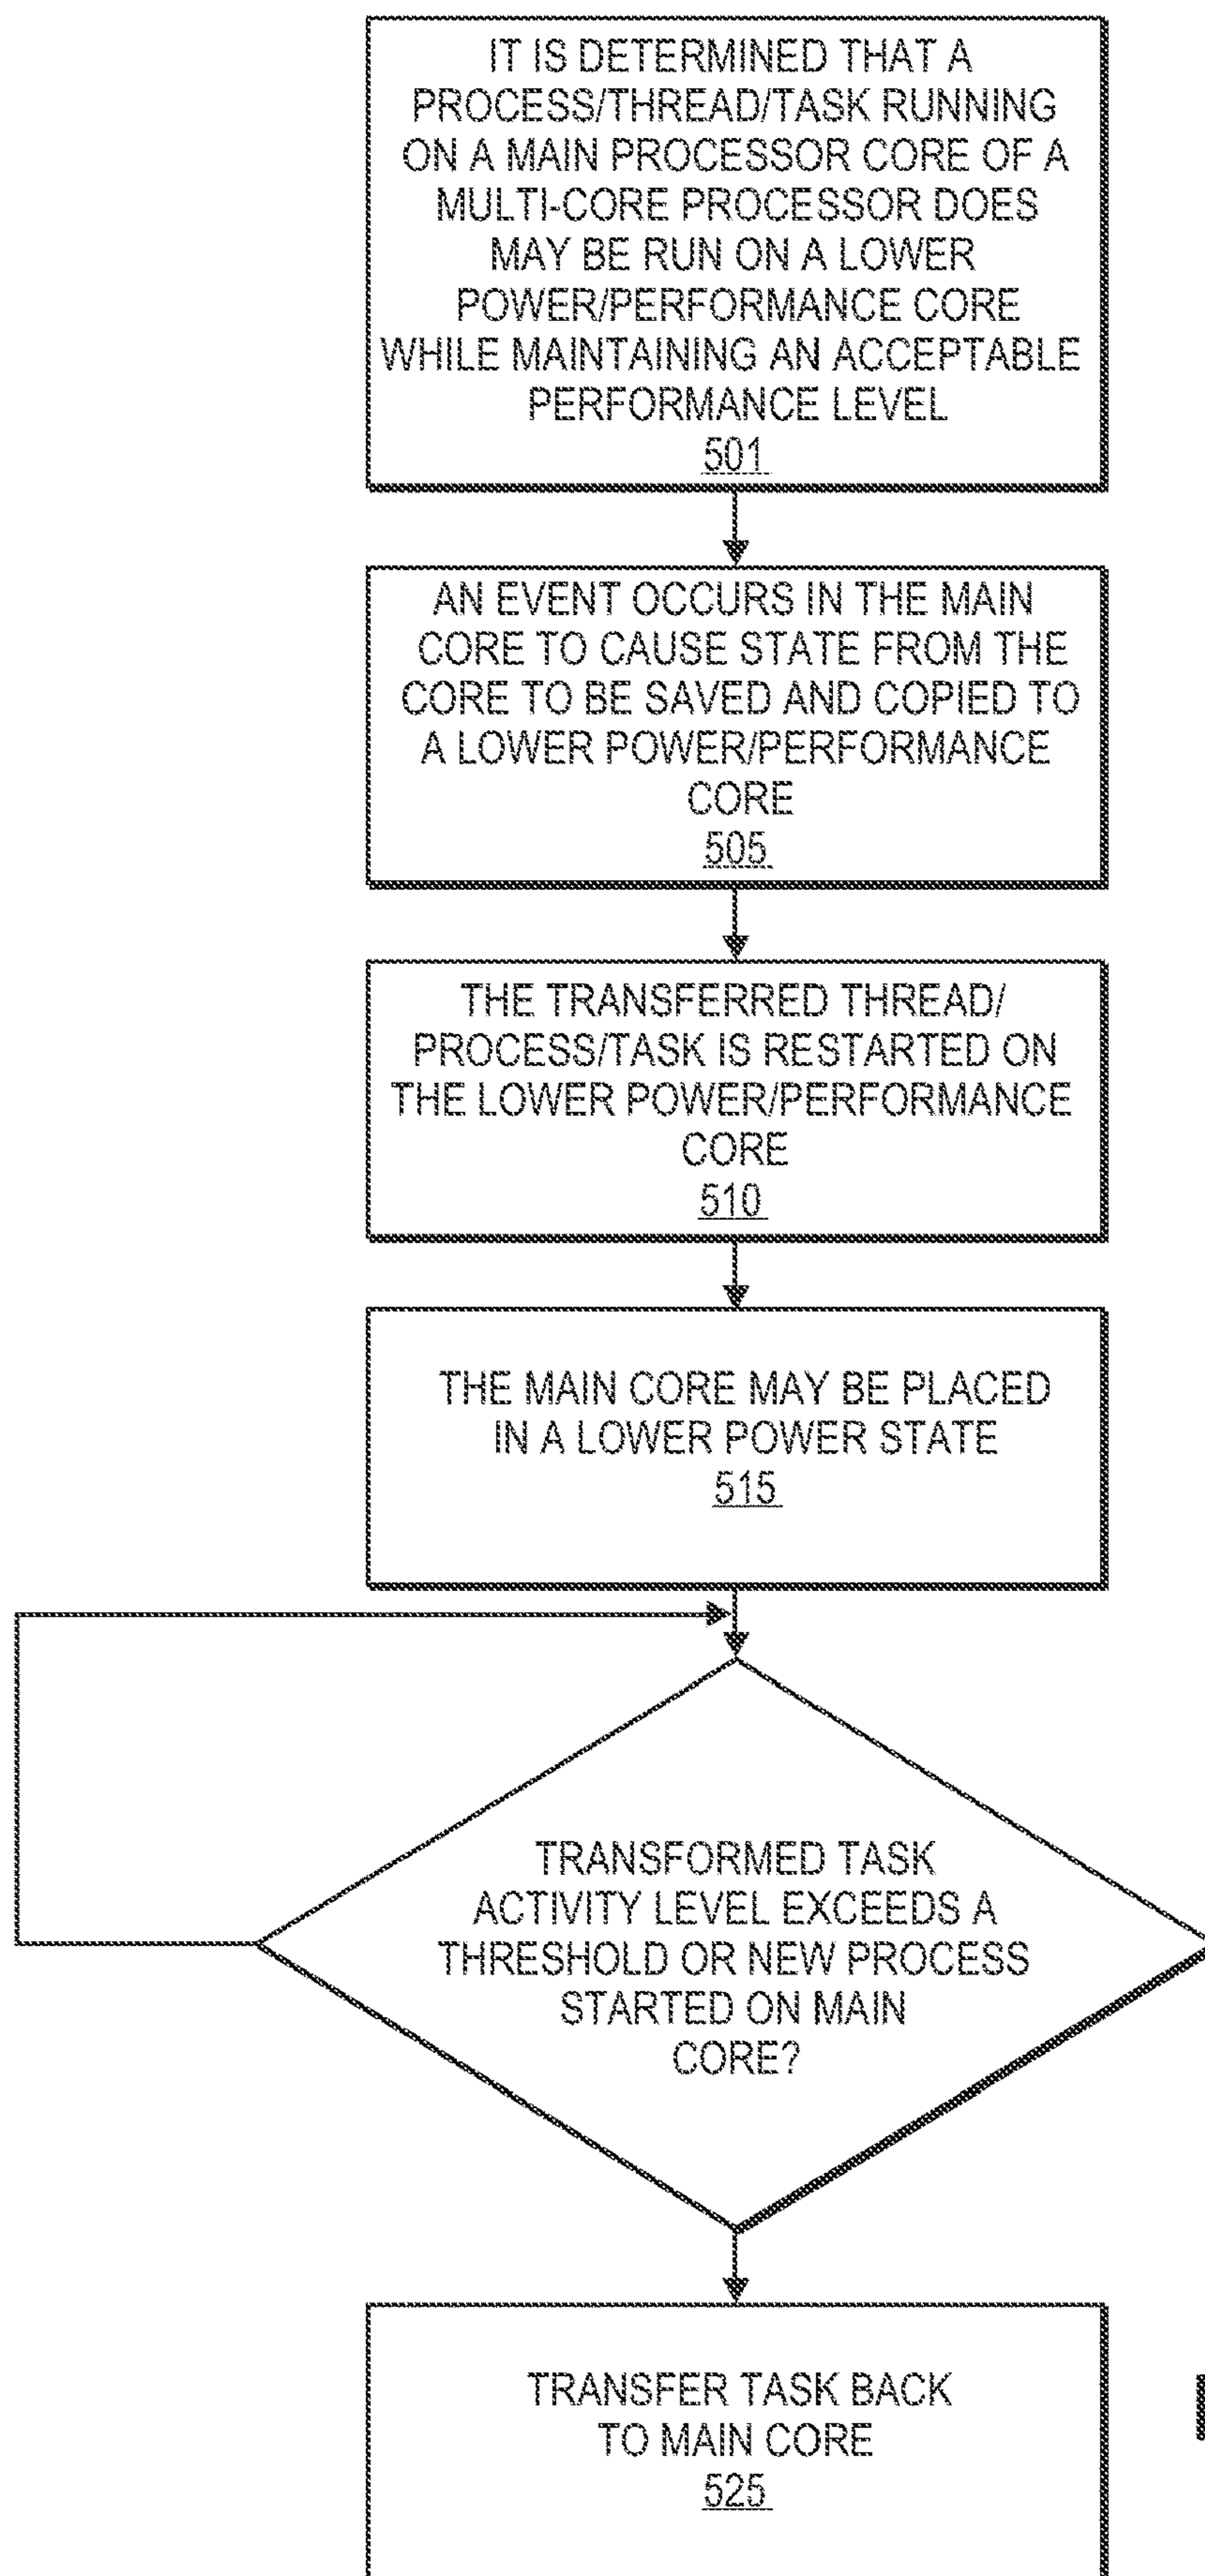 IT IS DETERMINED THAT A
PROCESS/THREAD/TASK RUNNING
ON A MAIN PROCESSOR CORE OF A
MULTI-CORE PROCESSOR DOES
MAY BE RUN ON A LOWER
POWER/PERFORMANCE CORE
WHILE MAINTAINING AN ACCEPTABLE
PERFORMANCE LEVEL
501
AN EVENT OCCURS IN THE MAIN
CORE TO CAUSE STATE FROM THE
CORE TO BE SAVED AND COPIED TO
A LOWER POWER/PERFORMANCE
CORE
505
THE TRANSFERRED THREAD/
PROCESS/TASK IS RESTARTED ON
THE LOWER POWER/PERFORMANCE
CORE
510
THE MAIN CORE MAY BE PLACED
IN A LOWER POWER STATE
515
TRANSFORMED TASK
ACTIVITY LEVEL EXCEEDS A
THRESHOLD OR NEW PROCESS
STARTED ON MAIN
CORE?
TRANSFER TASK BACK
TO MAIN CORE
525